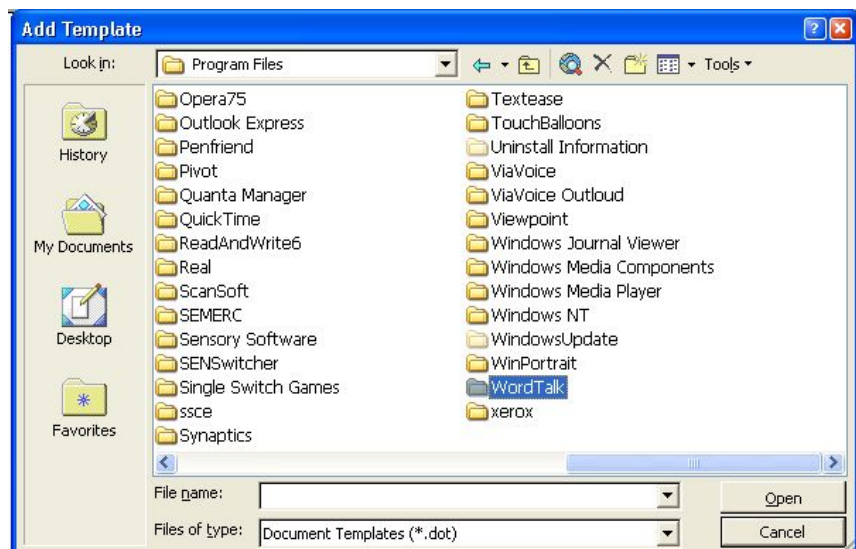 Add Template
Look in:
Program Files
Tools
History
My Documents
Desktop
Favorites
Opera75
Outlook Express
Penfriend
Pivot
Quanta Manager
QuickTime
ReadAndWrite6
Real
ScanSoft
SEMERC
Sensory Software
SENSwitcher
Single Switch Games
ssce
Synaptics
Textease
TouchBalloons
Uninstall Information
ViaVoice
ViaVoice Outloud
Viewpoint
Windows Journal Viewer
Windows Media Components
Windows Media Player
Windows NT
WindowsUpdate
WinPortrait
WordTalk
xerox
File name:
Open
Files of type:
Document Templates (*.dot)
Cancel